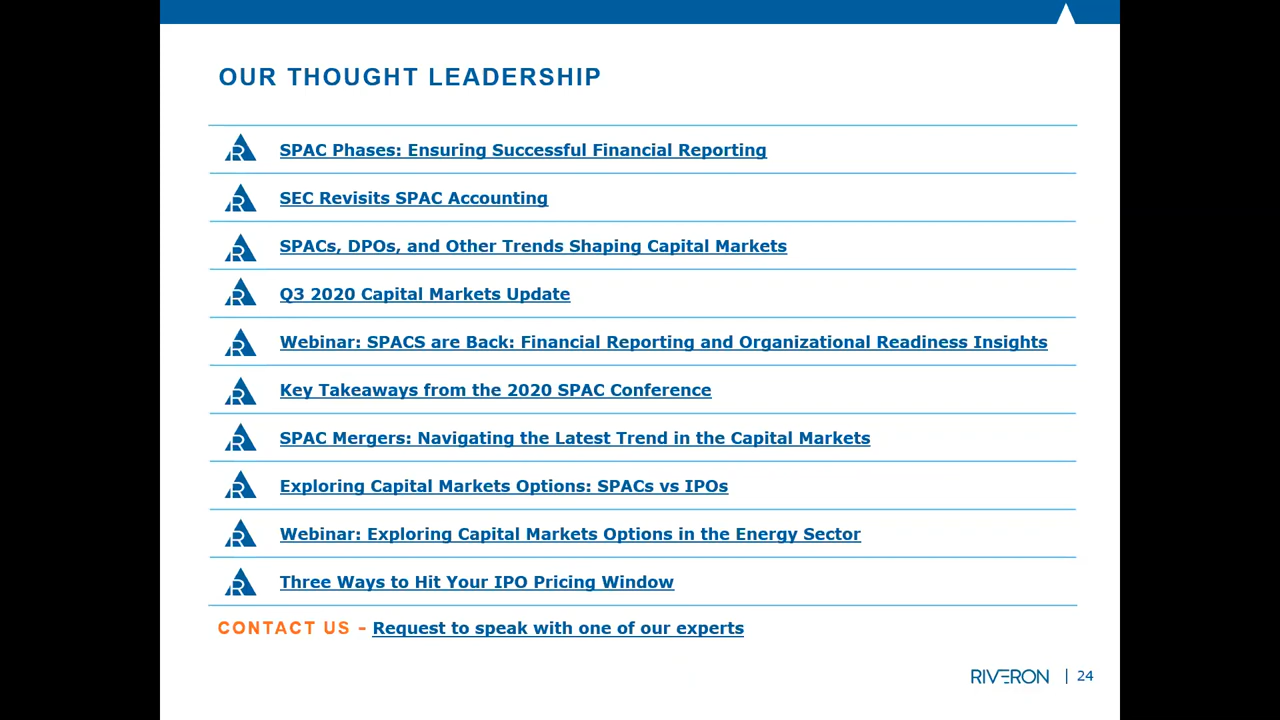 OUR THOUGHT LEADERSHIP
SPAC Phases: Ensuring Successful Financial Reporting
SEC Revisits SPAC Accounting
SPACs, DPOs, and Other Trends Shaping Capital Markets
Q3 2020 Capital Markets Update
Webinar: SPACS are Back: Financial Reporting and Organizational Readiness Insights
Key Takeaways from the 2020 SPAC Conference
SPAC Mergers: Navigating the Latest Trend in the Capital Markets
Exploring Capital Markets Options: SPACs vs IPOs
Webinar: Exploring Capital Markets Options in the Energy Sector
Three Ways to Hit Your IPO Pricing Window
CONTACT US – Request to speak with one of our experts
RIVERON | 24